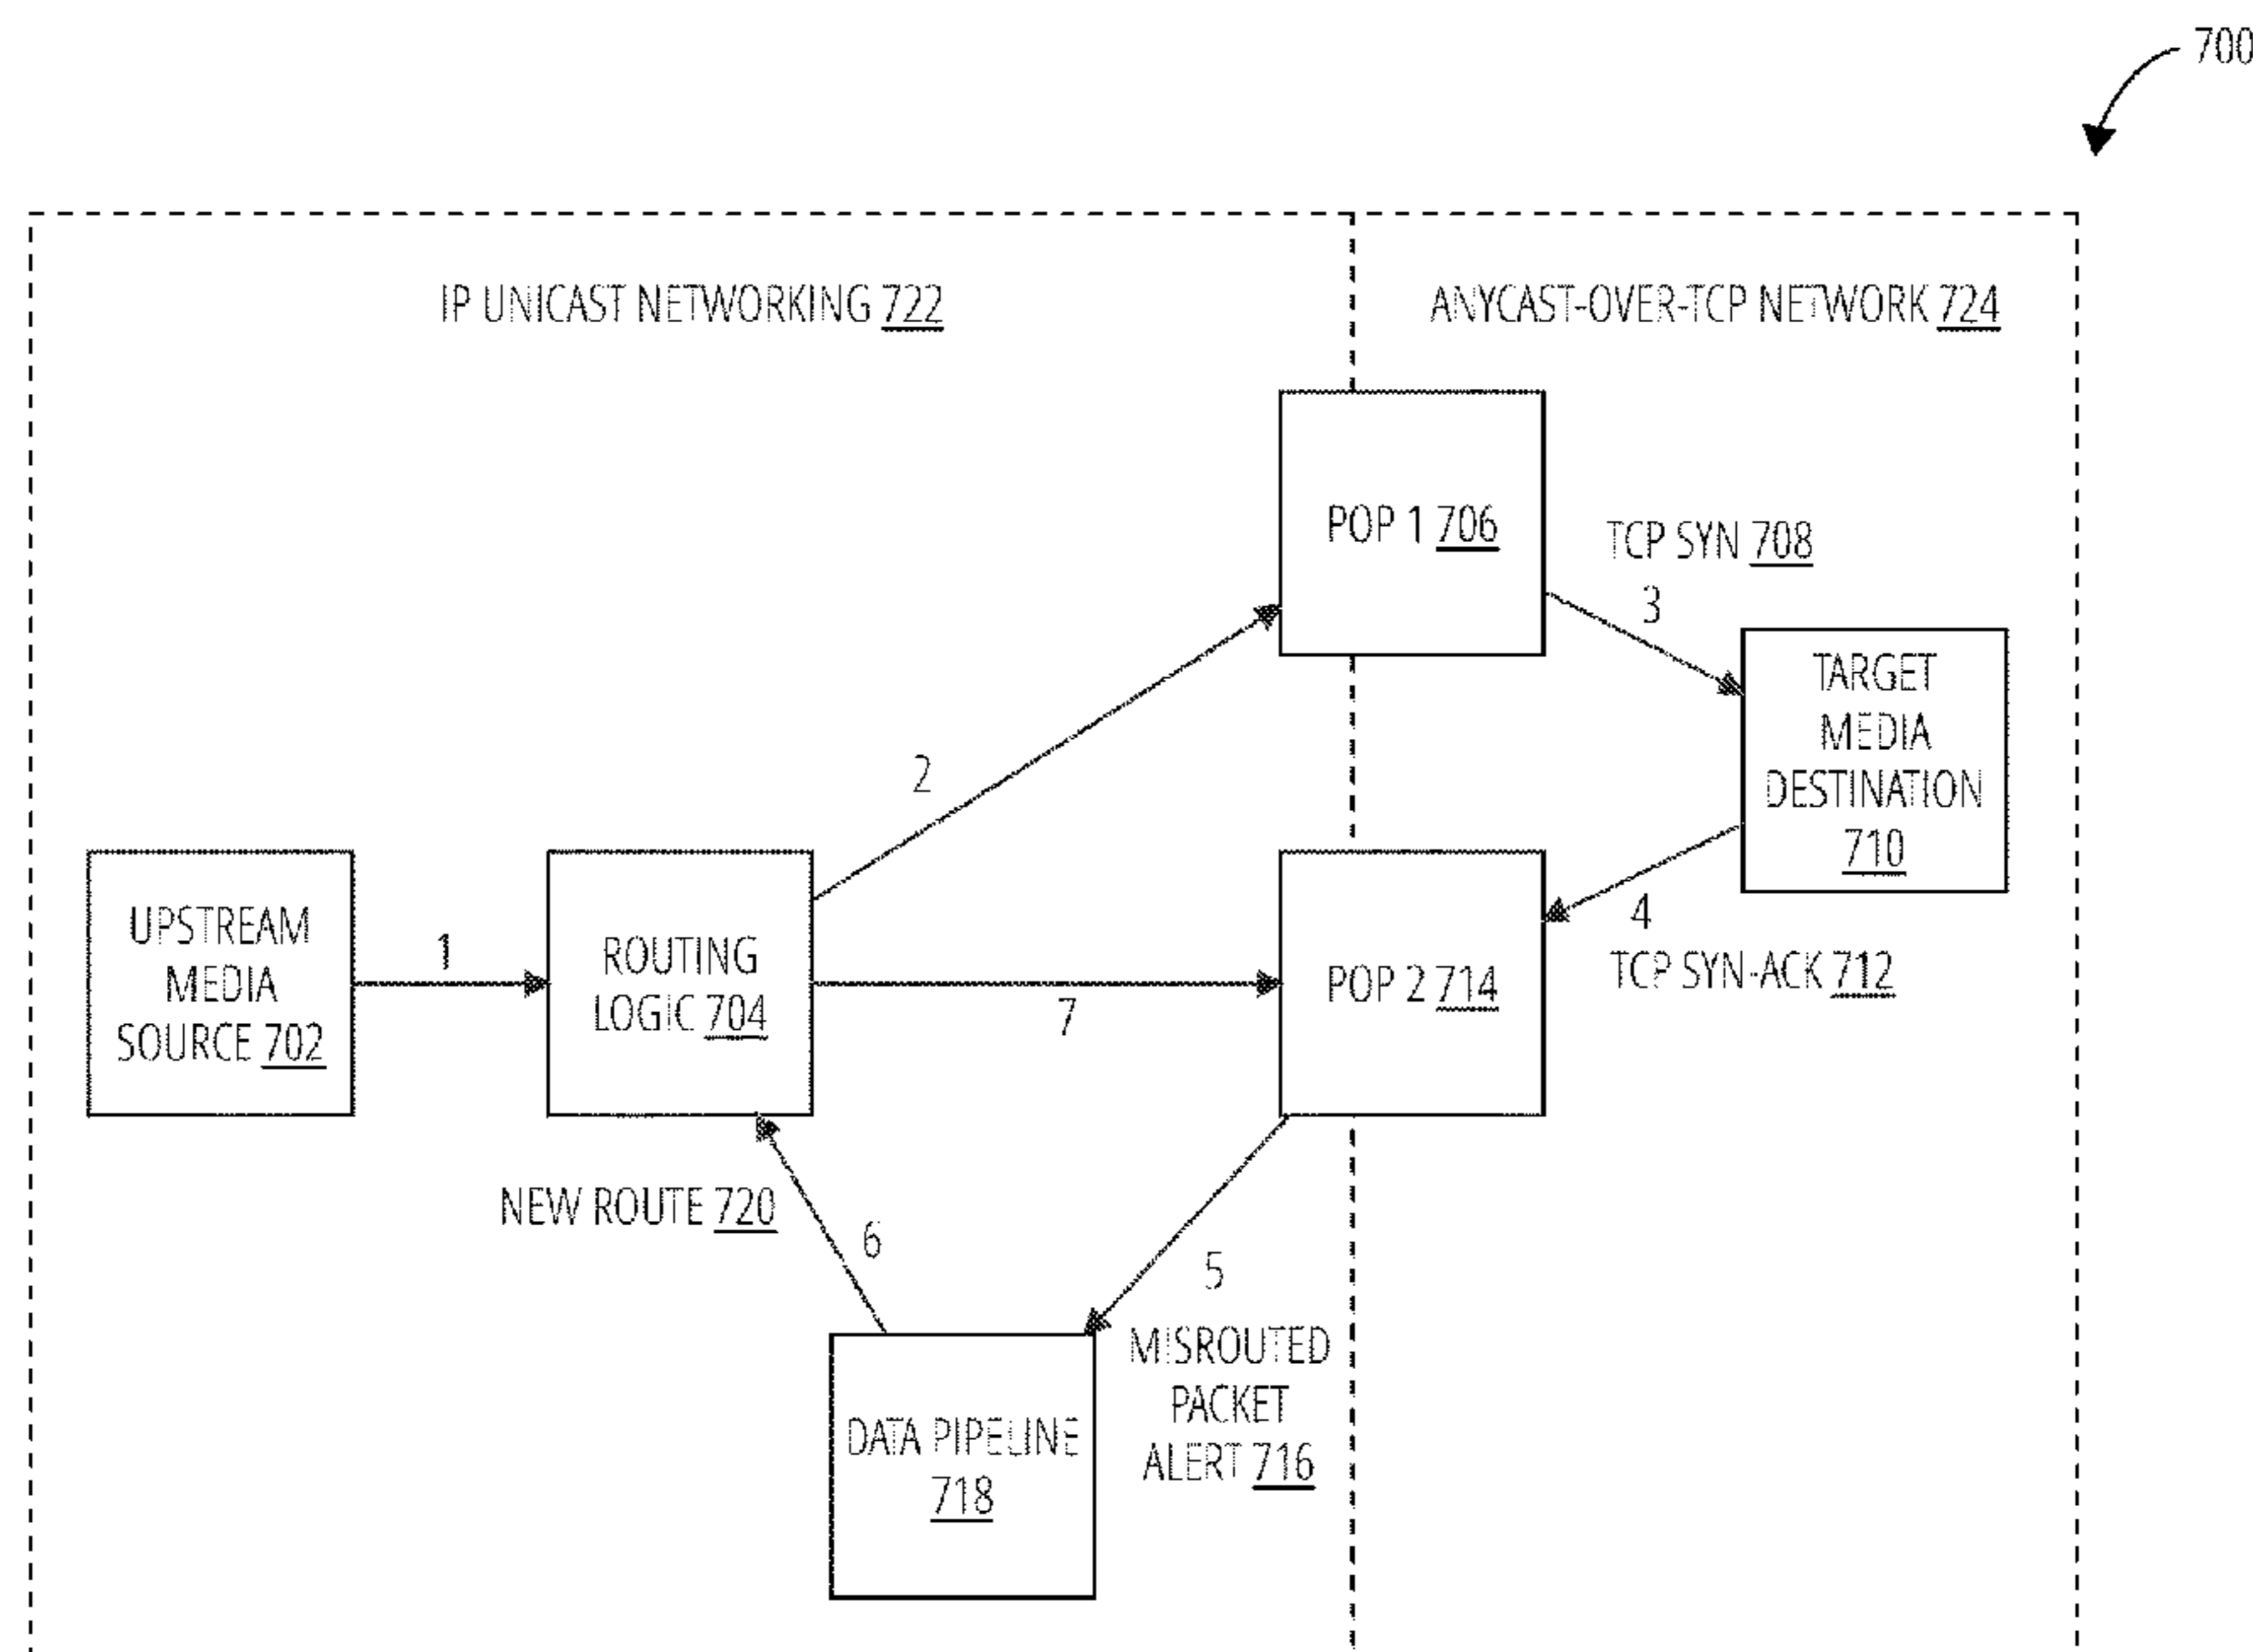 700
IP UNICAST NETWORKING 722
ANYCAST-OVER-TCP NETWORK 724
POP 1 706
TCP SYN 708
3
TARGET
MEDIA
DESTINATION
710
2
UPSTREAM
MEDIA
SOURCE 702
1
ROUTING
LOGIC 704
7
POP 2 714
4
TCP SYN-ACK 712
NEW ROUTE 720
6
5
MISROUTED
PACKET
ALERT 716
DATA PIPELINE
718